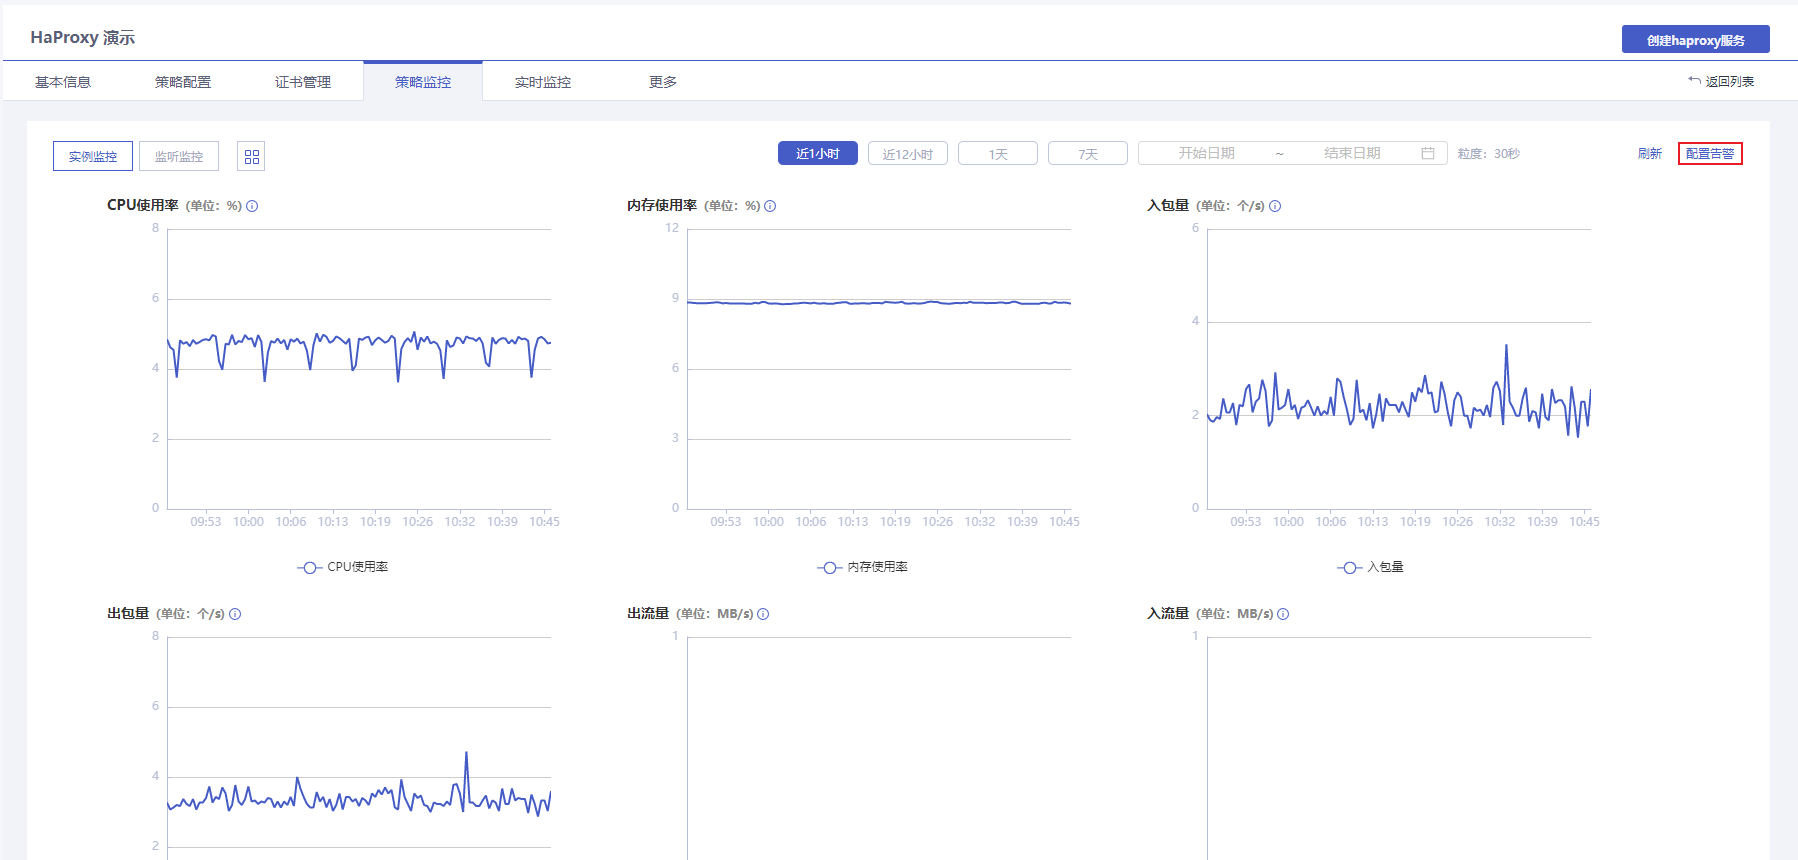 HaProxy 演示
创建haproxy服务
基本信息 策略配置 证书管理 策略监控 实时监控 更多 返回列表
实例监控 监听监控 近1小时 近12小时 1天 7天 开始日期 ~ 结束日期 粒度：30秒 刷新 配置告警
CPU使用率 (单位：%)
8
6
4
2
0
09:53 10:00 10:06 10:13 10:19 10:26 10:32 10:39 10:45
CPU使用率
内存使用率 (单位：%)
12
9
6
3
0
09:53 10:00 10:06 10:13 10:19 10:26 10:32 10:39 10:45
内存使用率
入包量 (单位：个/s)
6
4
2
0
09:53 10:00 10:06 10:13 10:19 10:26 10:32 10:39 10:45
入包量
出包量 (单位：个/s)
8
6
4
2
出流量 (单位：MB/s)
1
入流量 (单位：MB/s)
1